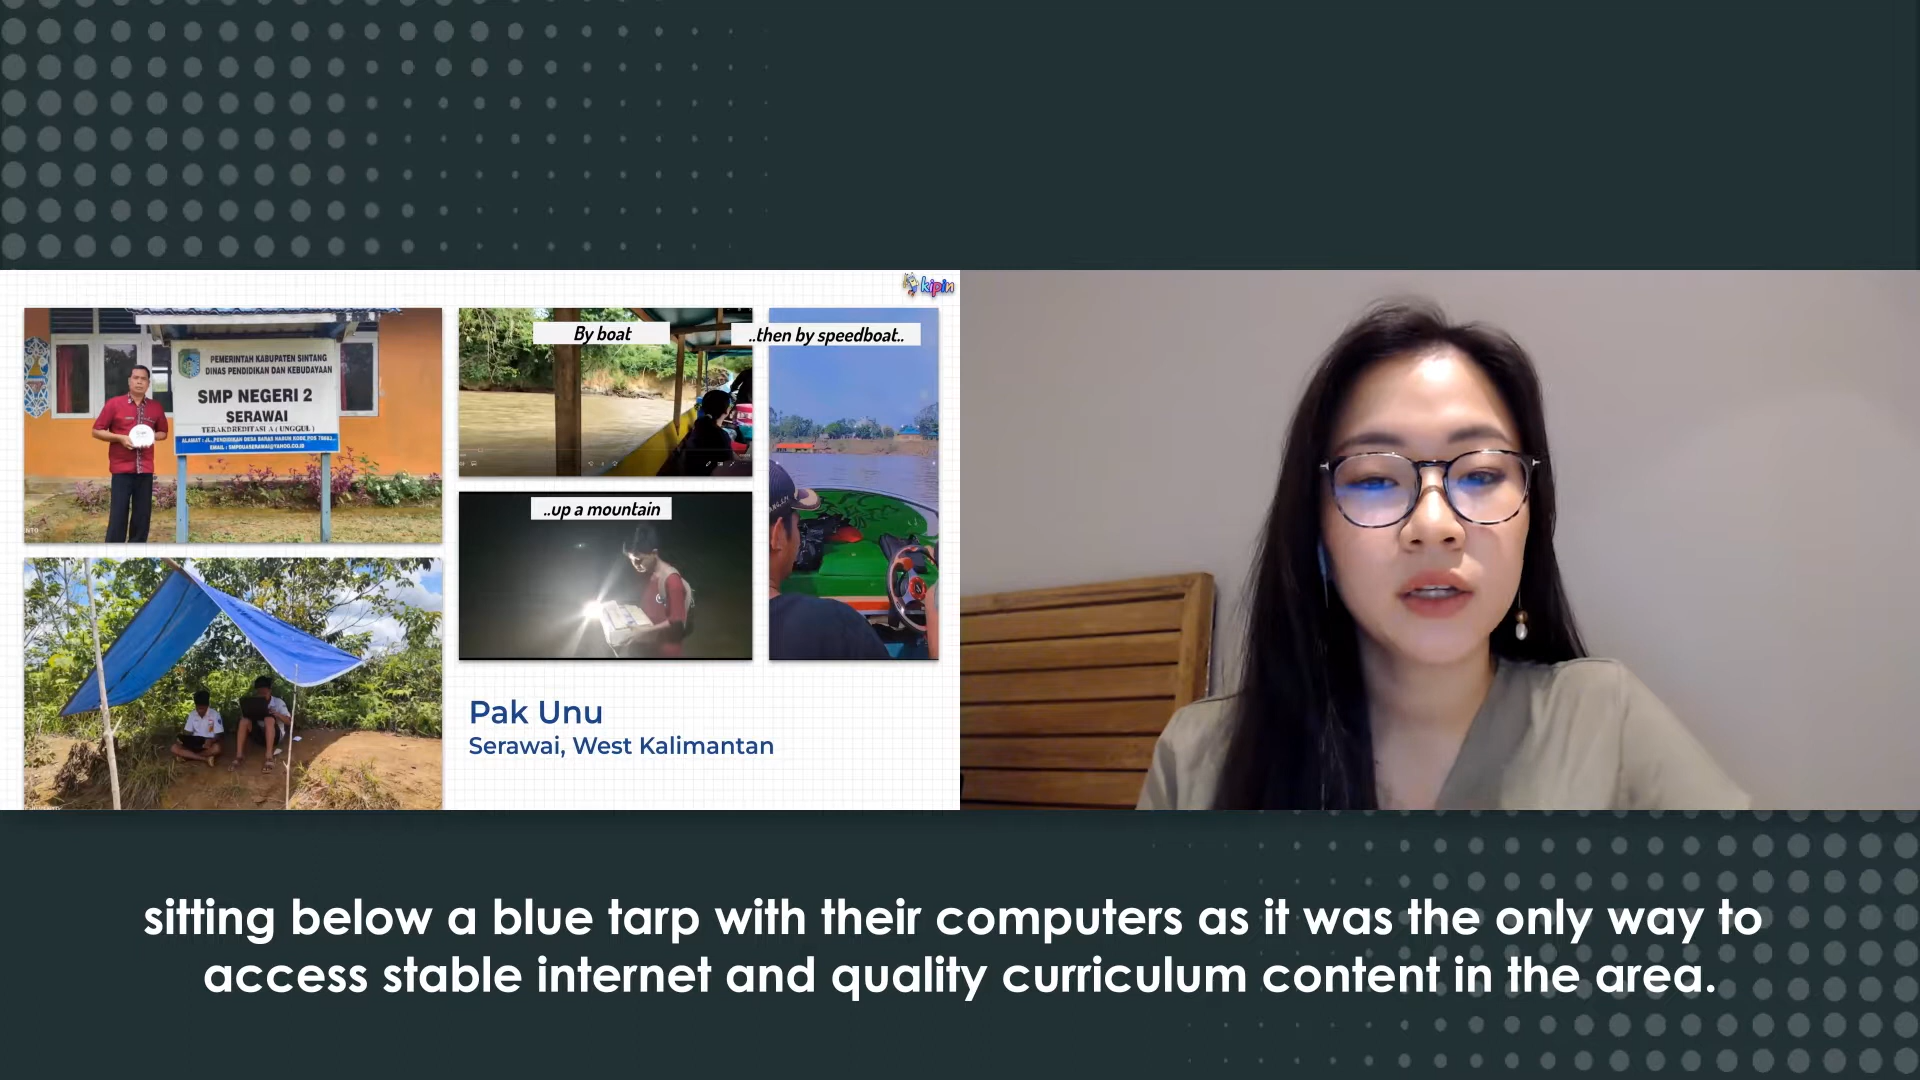 kipin
PEMERINTAH KABUPATEN SINTANG
DINAS PENDIDIKAN DAN KEBUDAYAAN
SMP NEGERI 2
SERAWAI
TERAKREDITASI A ( UNGGUL )
By boat
..then by speedboat..
..up a mountain
Pak Unu
Serawai, West Kalimantan
sitting below a blue tarp with their computers as it was the only way to
access stable internet and quality curriculum content in the area.